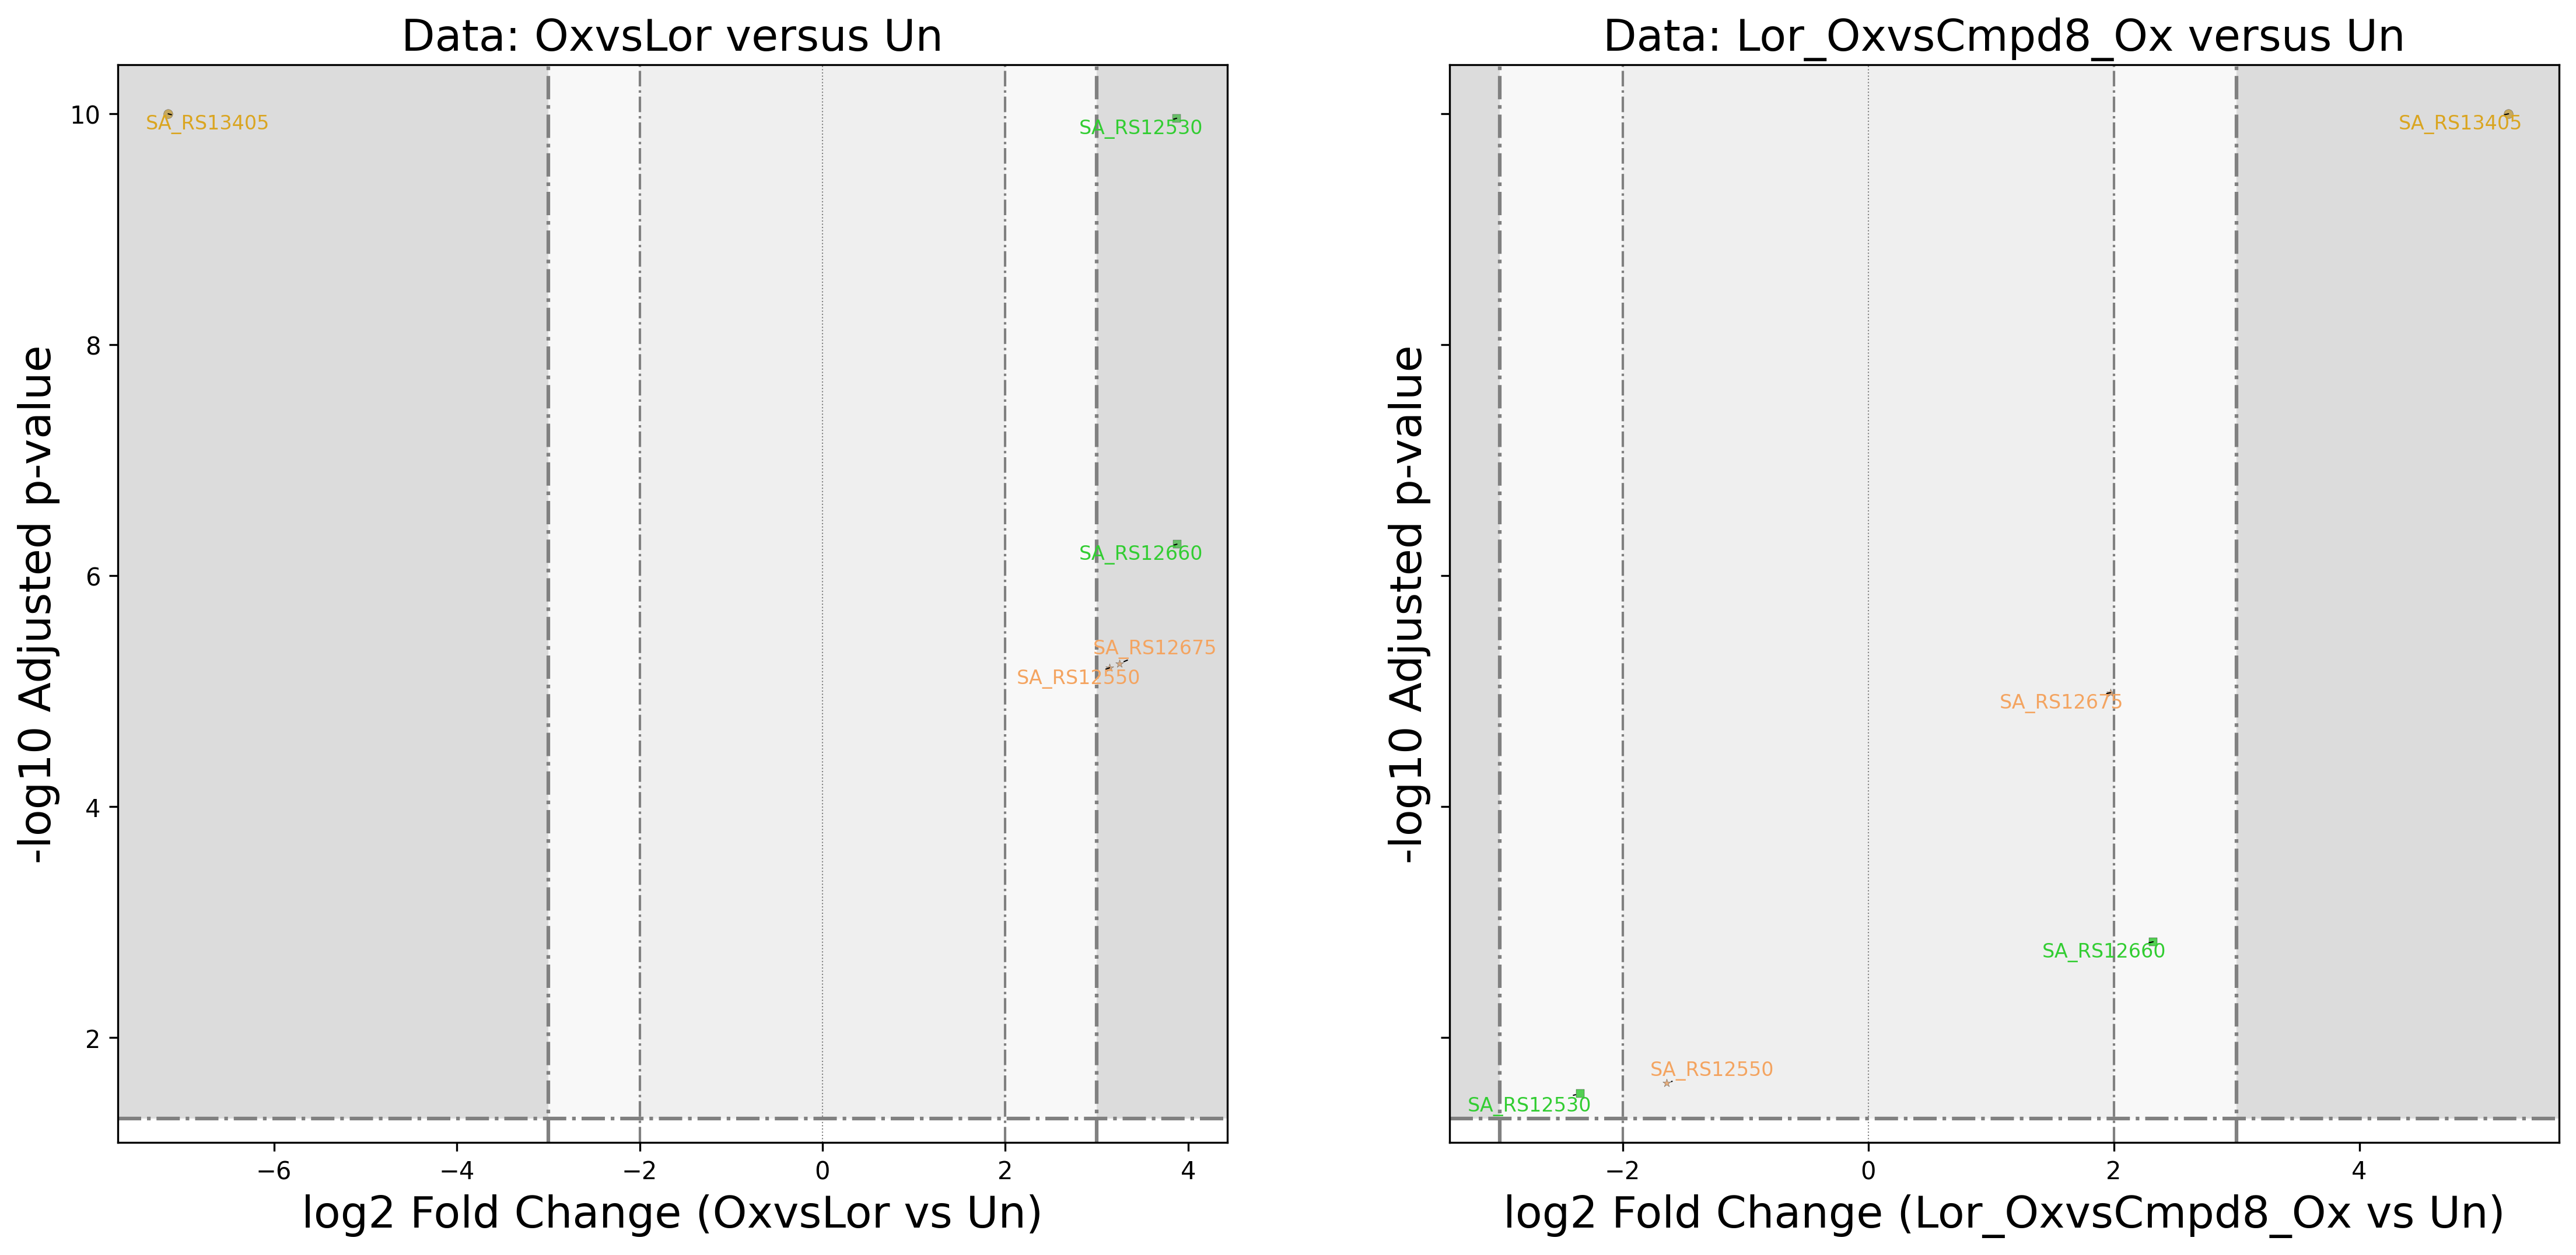 Data: OxvsLor versus Un
-log10 Adjusted p-value
10
8
6
4
2
SA_RS13405
SA_RS12530
SA_RS12660
SA_RS12675
SA_RS12550
−6
−4
−2
0
2
4
log2 Fold Change (OxvsLor vs Un)
Data: Lor_OxvsCmpd8_Ox versus Un
-log10 Adjusted p-value
SA_RS13405
SA_RS12675
SA_RS12660
SA_RS12550
SA_RS12530
−2
0
2
4
log2 Fold Change (Lor_OxvsCmpd8_Ox vs Un)